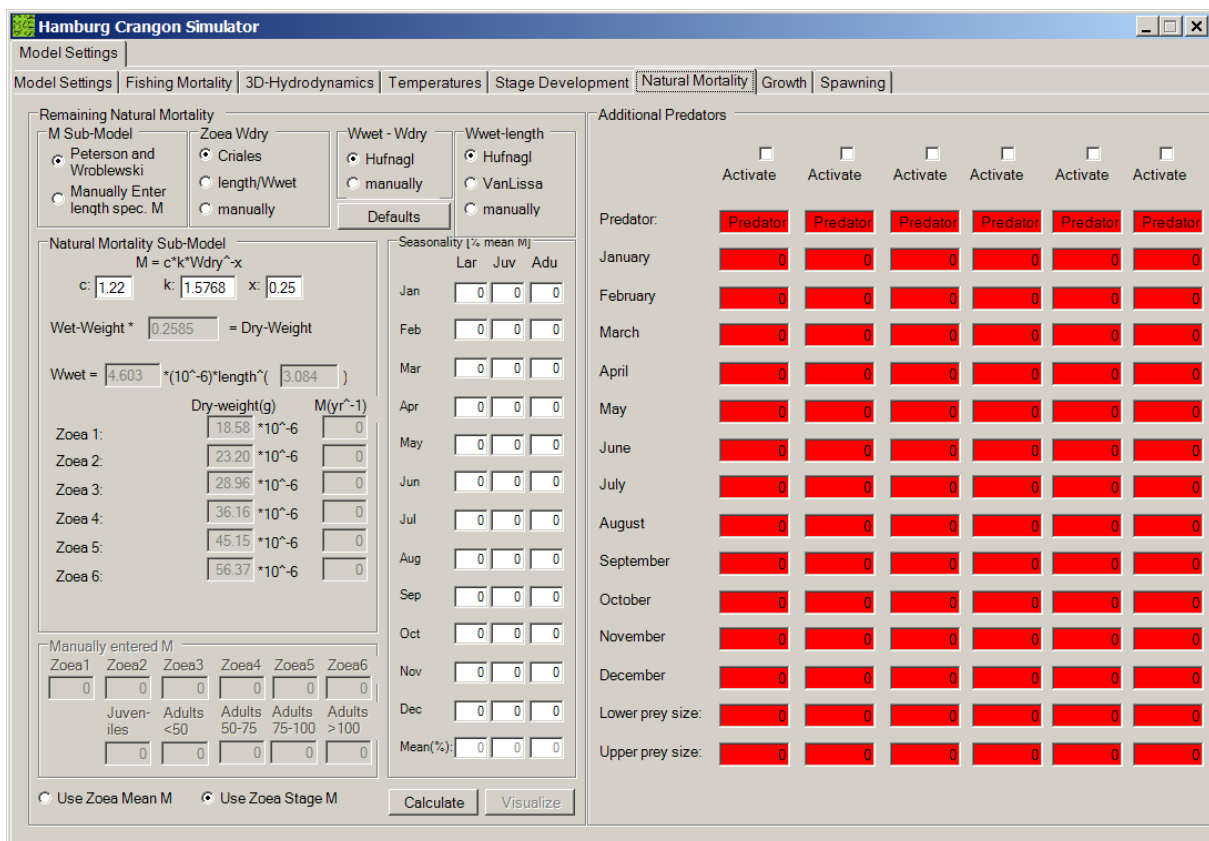 Hamburg Crangon Simulator
Model Settings
Model Settings Fishing Mortality 3D-Hydrodynamics Temperatures Stage Development Natural Mortality Growth Spawning
Remaining Natural Mortality
M Sub-Model
Peterson and
Wroblewski
Manually Enter
length spec. M
Zoea Wdry
Criales
length/Wwet
manually
Wwet - Wdry
Hufnagl
manually
Defaults
Wwet-length
Hufnagl
VanLissa
manually
Natural Mortality Sub-Model
M = c*k*Wdry^-x
c: 1.22 k: 1.5768 x: 0.25
Wet-Weight * 0.2585 = Dry-Weight
Wwet = 4.603 *(10^-6)*length^( 3.084 )
Dry-weight(g) M(yr^-1)
Zoea 1: 18.58 *10^-6 0
Zoea 2: 23.20 *10^-6 0
Zoea 3: 28.96 *10^-6 0
Zoea 4: 36.16 *10^-6 0
Zoea 5: 45.15 *10^-6 0
Zoea 6: 56.37 *10^-6 0
Manually entered M
Zoea1 Zoea2 Zoea3 Zoea4 Zoea5 Zoea6
0 0 0 0 0 0
Juven- Adults Adults Adults Adults
iles <50 50-75 75-100 >100
0 0 0 0 0
Use Zoea Mean M Use Zoea Stage M
Seasonality [% mean M]
Lar Juv Adu
Jan 0 0 0
Feb 0 0 0
Mar 0 0 0
Apr 0 0 0
May 0 0 0
Jun 0 0 0
Jul 0 0 0
Aug 0 0 0
Sep 0 0 0
Oct 0 0 0
Nov 0 0 0
Dec 0 0 0
Mean(%): 0 0 0
Calculate Visualize
Additional Predators
Activate Activate Activate Activate Activate Activate
Predator: Predator Predator Predator Predator Predator Predator
January 0 0 0 0 0 0
February 0 0 0 0 0 0
March 0 0 0 0 0 0
April 0 0 0 0 0 0
May 0 0 0 0 0 0
June 0 0 0 0 0 0
July 0 0 0 0 0 0
August 0 0 0 0 0 0
September 0 0 0 0 0 0
October 0 0 0 0 0 0
November 0 0 0 0 0 0
December 0 0 0 0 0 0
Lower prey size: 0 0 0 0 0 0
Upper prey size: 0 0 0 0 0 0